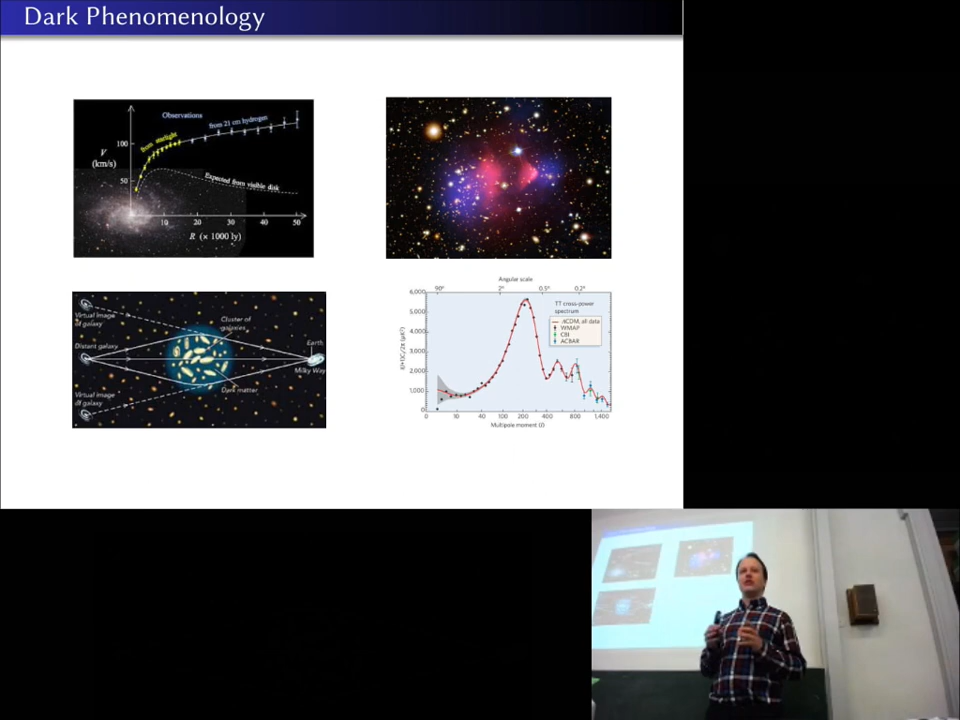 Dark Phenomenology
Observations
from starlight
from 21 cm hydrogen
100
V
(km/s)
50
Expected from visible disk
10
20
30
40
50
R (× 1000 ly)
Virtual image
of galaxy
Cluster of
galaxies
Distant galaxy
Earth
Milky Way
Dark matter
Virtual image
of galaxy
Angular scale
90°
2°
0.5°
0.2°
6,000
5,000
4,000
3,000
2,000
1,000
0
TT cross-power
spectrum
ΛCDM, all data
WMAP
CBI
ACBAR
10
40
100
200
400
800
1,400
Multipole moment (ℓ)